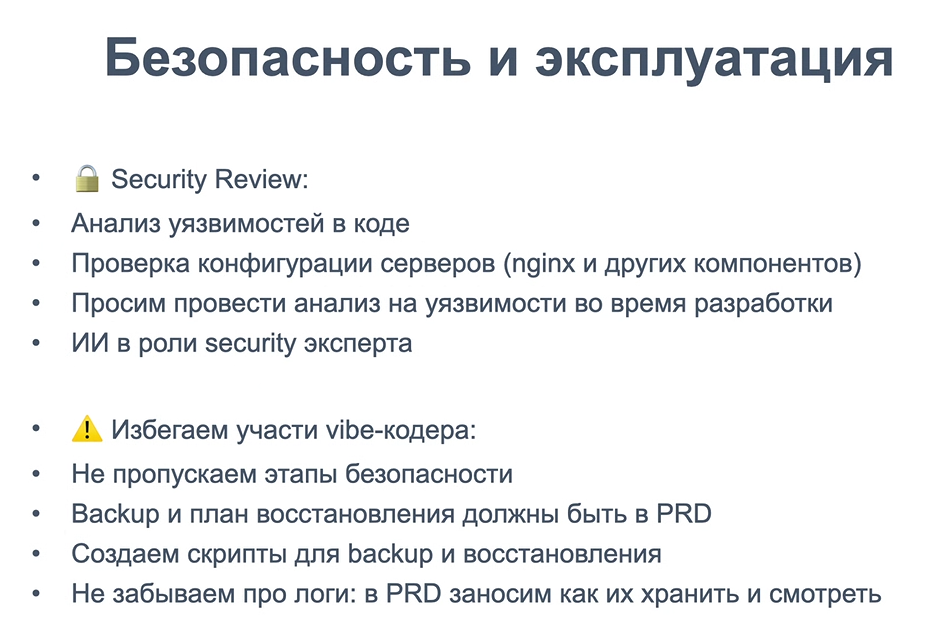 Безопасность и эксплуатация
• 🔒 Security Review:
• Анализ уязвимостей в коде
• Проверка конфигурации серверов (nginx и других компонентов)
• Просим провести анализ на уязвимости во время разработки
• ИИ в роли security эксперта
• ⚠️ Избегаем участи vibe-кодера:
• Не пропускаем этапы безопасности
• Backup и план восстановления должны быть в PRD
• Создаем скрипты для backup и восстановления
• Не забываем про логи: в PRD заносим как их хранить и смотреть